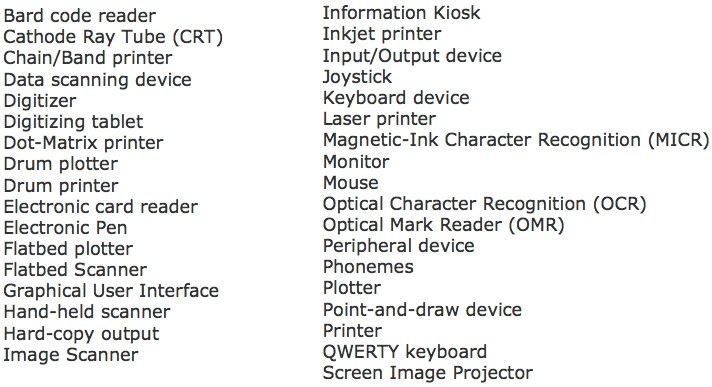 Bard code reader
Cathode Ray Tube (CRT)
Chain/Band printer
Data scanning device
Digitizer
Digitizing tablet
Dot-Matrix printer
Drum plotter
Drum printer
Electronic card reader
Electronic Pen
Flatbed plotter
Flatbed Scanner
Graphical User Interface
Hand-held scanner
Hard-copy output
Image Scanner
Information Kiosk
Inkjet printer
Input/Output device
Joystick
Keyboard device
Laser printer
Magnetic-Ink Character Recognition (MICR)
Monitor
Mouse
Optical Character Recognition (OCR)
Optical Mark Reader (OMR)
Peripheral device
Phonemes
Plotter
Point-and-draw device
Printer
QWERTY keyboard
Screen Image Projector